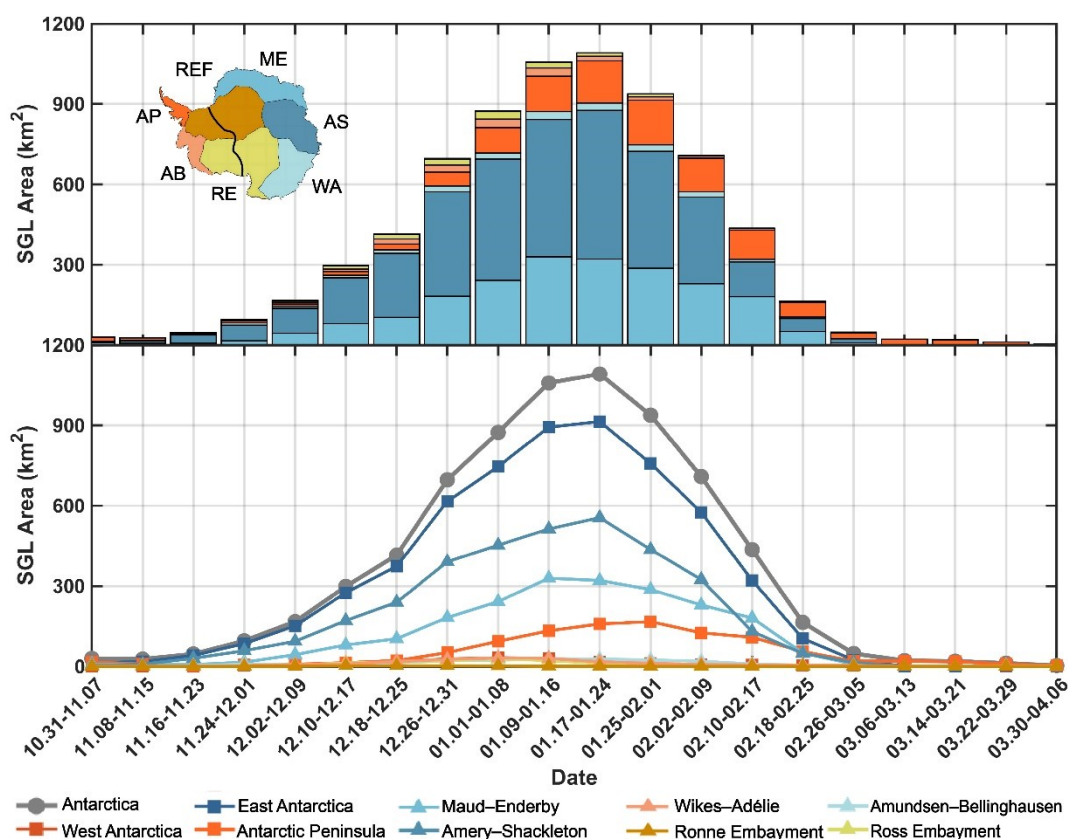 1200
900
600
300
SGL Area (km²)
REF
ME
AP
AS
AB
RE
WA
1200
900
600
300
0
SGL Area (km²)
10.31-11.07
11.08-11.15
11.16-11.23
11.24-12.01
12.02-12.09
12.10-12.17
12.18-12.25
12.26-12.31
01.01-01.08
01.09-01.16
01.17-01.24
01.25-02.01
02.02-02.09
02.10-02.17
02.18-02.25
02.26-03.05
03.06-03.13
03.14-03.21
03.22-03.29
03.30-04.06
Date
Antarctica East Antarctica Maud–Enderby Wikes–Adélie Amundsen–Bellinghausen
West Antarctica Antarctic Peninsula Amery–Shackleton Ronne Embayment Ross Embayment